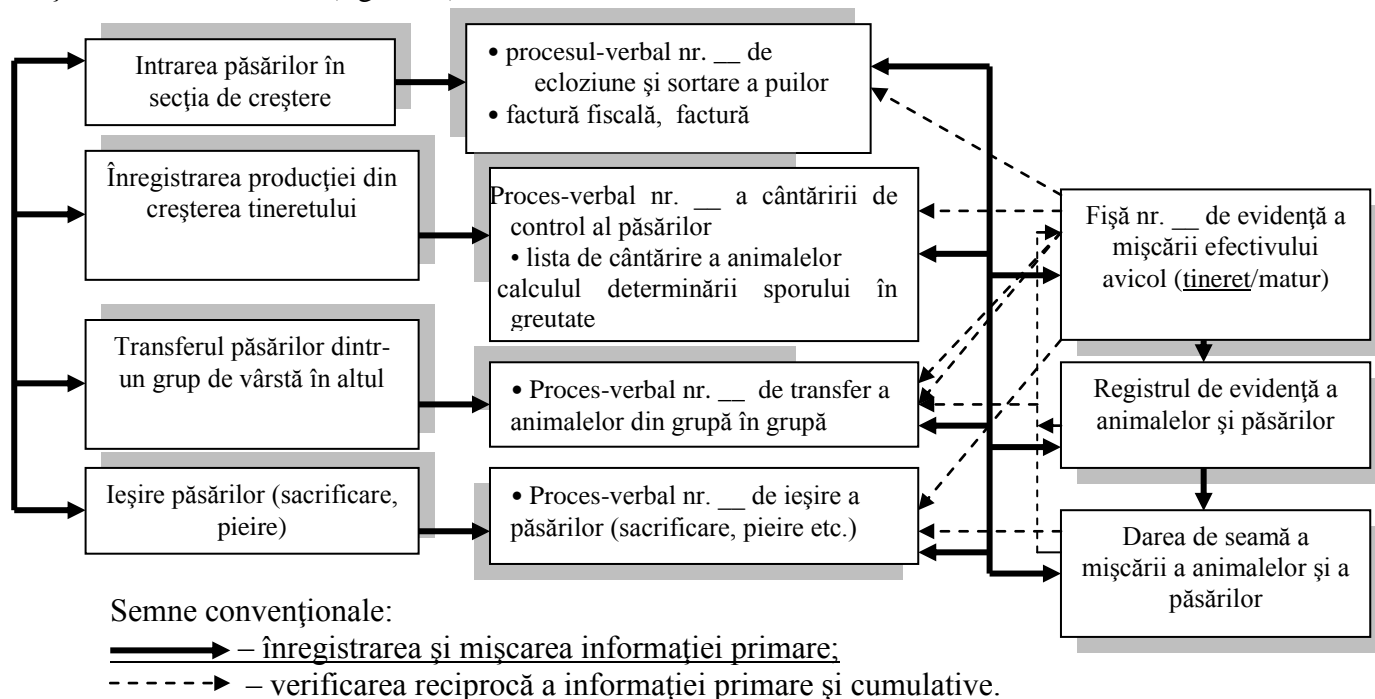 Intrarea păsărilor în
secţia de creştere
• procesul-verbal nr. __ de
ecloziune şi sortare a puilor
• factură fiscală, factură
Înregistrarea producţiei din
creşterea tineretului
Proces-verbal nr. __ a cântăririi de
control al păsărilor
• lista de cântărire a animalelor
calculul determinării sporului în
greutate
Fişă nr. __ de evidenţă a
mişcării efectivului
avicol (tineret/matur)
Transferul păsărilor dintr-
un grup de vârstă în altul
• Proces-verbal nr. __ de transfer a
animalelor din grupă în grupă
Registrul de evidenţă a
animalelor şi păsărilor
Ieşire păsărilor (sacrificare,
pieire)
• Proces-verbal nr. __ de ieşire a
păsărilor (sacrificare, pieire etc.)
Darea de seamă a
mişcării a animalelor şi a
păsărilor
Semne convenţionale:
– înregistrarea şi mişcarea informaţiei primare;
– verificarea reciprocă a informaţiei primare şi cumulative.